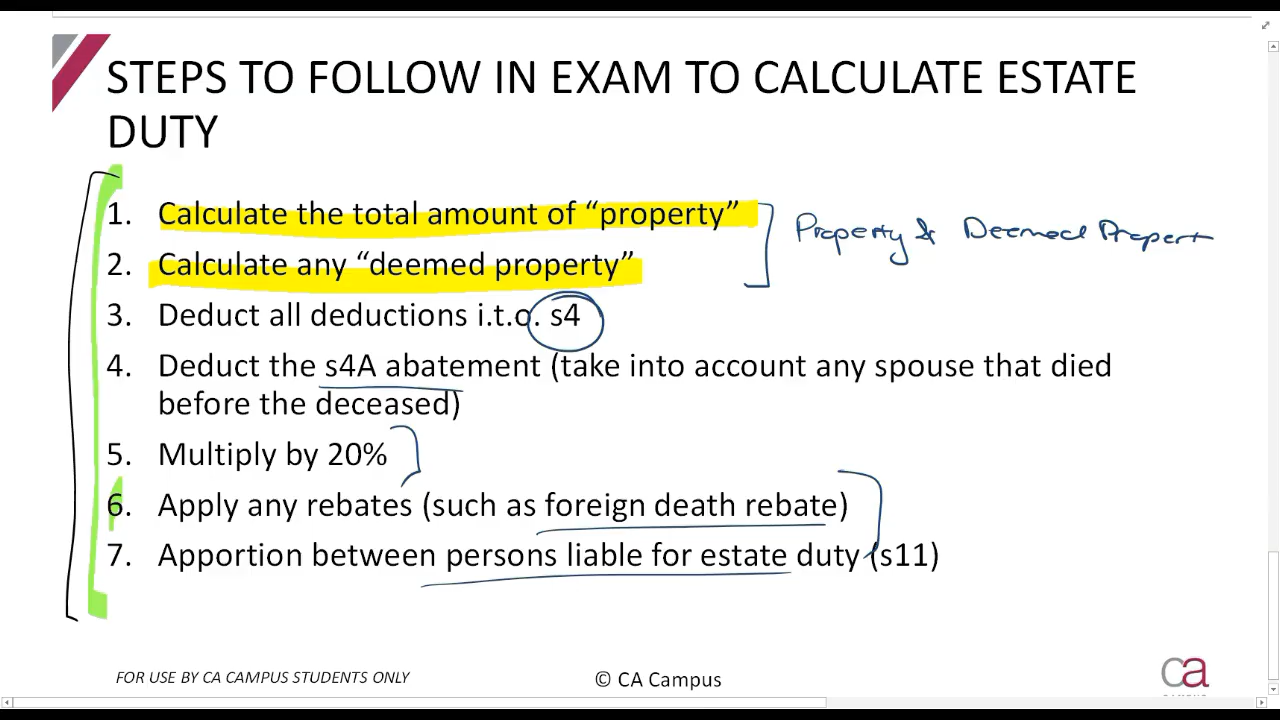 STEPS TO FOLLOW IN EXAM TO CALCULATE ESTATE
DUTY
1. Calculate the total amount of “property”
2. Calculate any “deemed property”
Property & Deemed Propert
3. Deduct all deductions i.t.o. s4
4. Deduct the s4A abatement (take into account any spouse that died
before the deceased)
5. Multiply by 20%
6. Apply any rebates (such as foreign death rebate)
7. Apportion between persons liable for estate duty (s11)
FOR USE BY CA CAMPUS STUDENTS ONLY
© CA Campus
ca